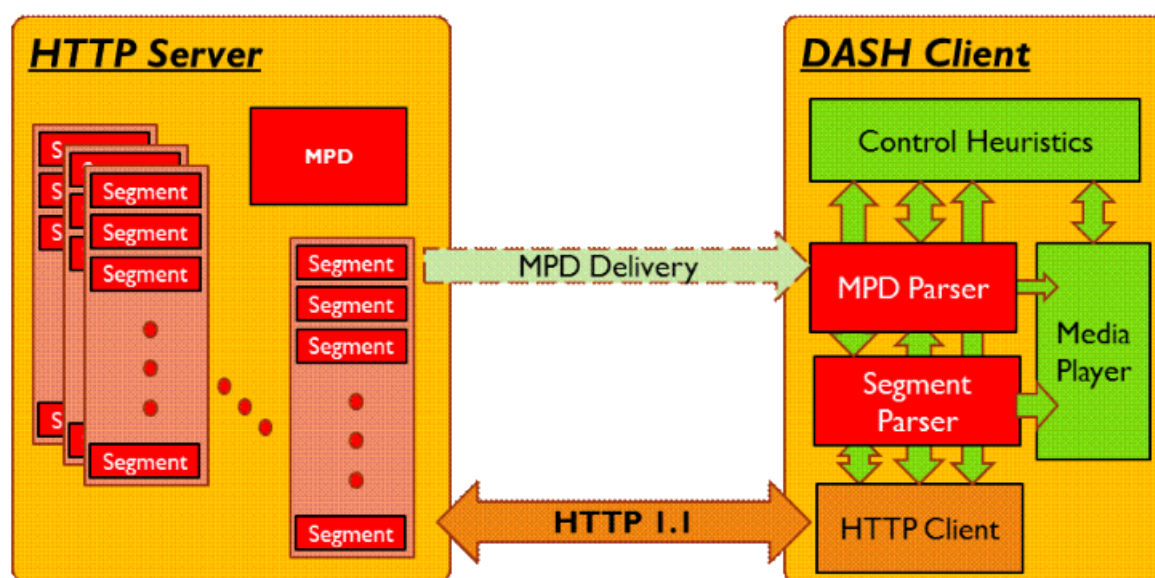 HTTP Server
MPD
S
S
Segment
Segment
Segment
Segment
Segment
Segment
Segment
Segment
MPD Delivery
HTTP 1.1
DASH Client
Control Heuristics
MPD Parser
Segment
Parser
Media
Player
HTTP Client